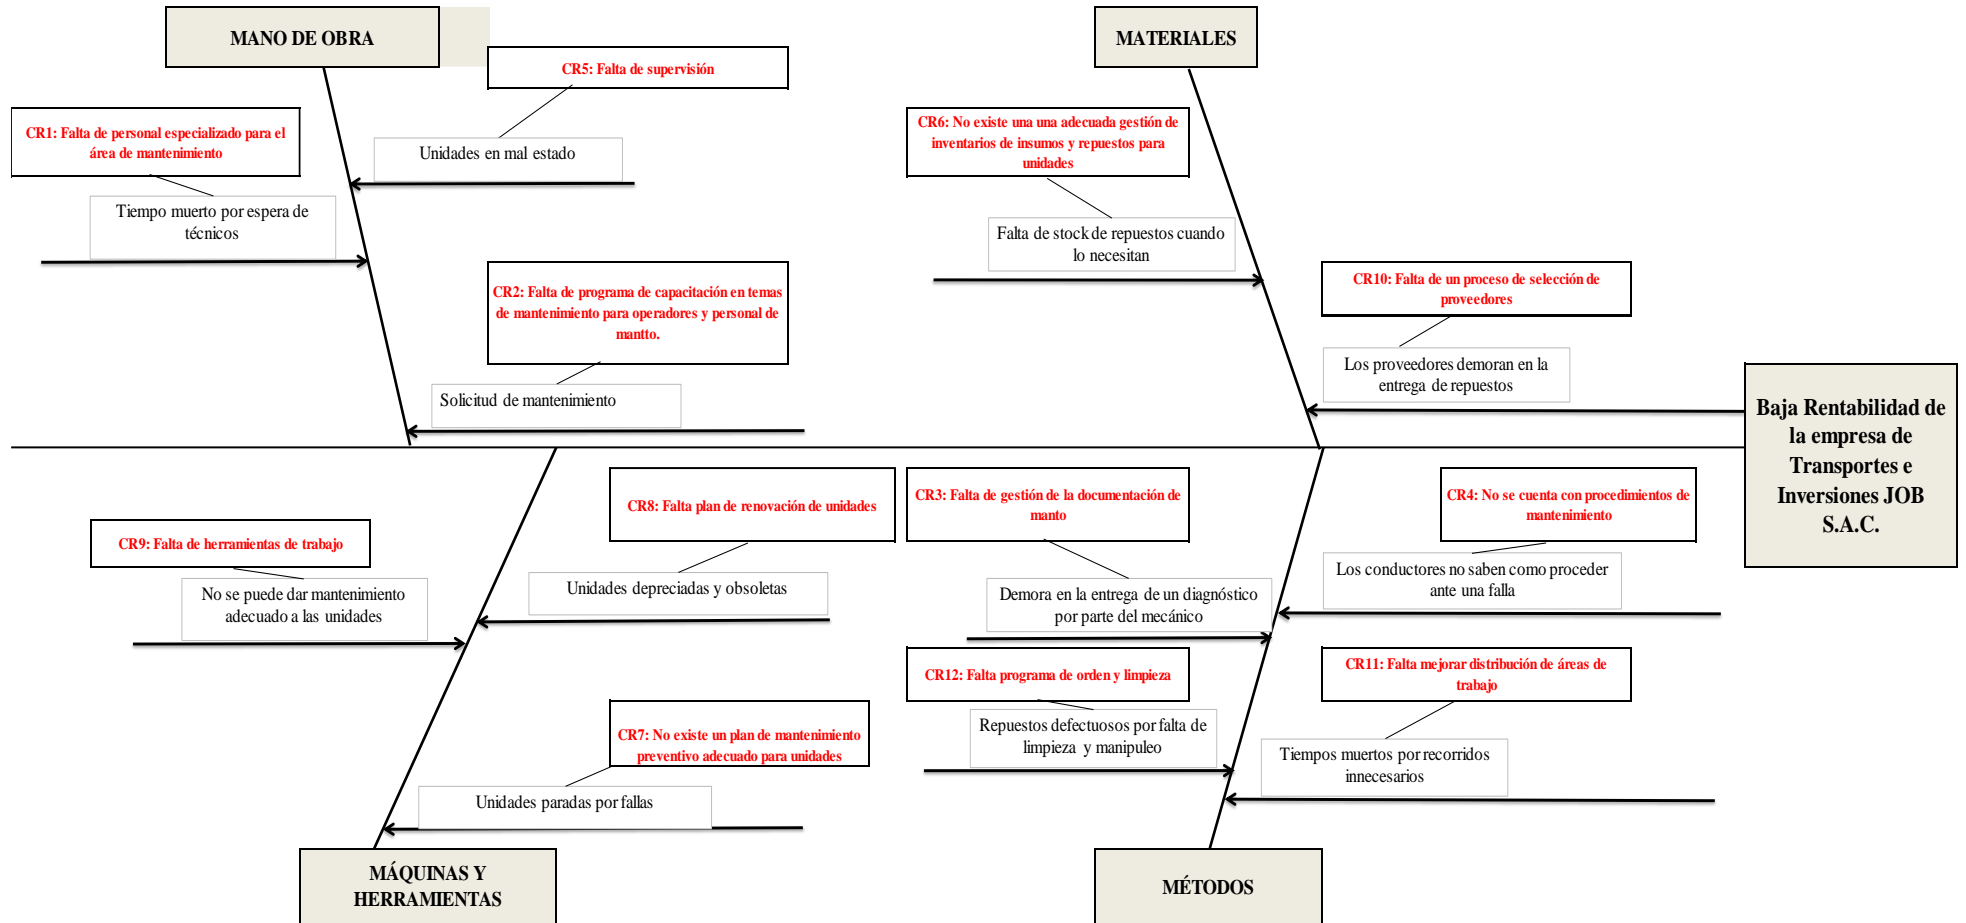 MANO DE OBRA
MATERIALES
CR5: Falta de supervisión
CR1: Falta de personal especializado para el
área de mantenimiento
Unidades en mal estado
CR6: No existe una una adecuada gestión de
inventarios de insumos y repuestos para
unidades
Tiempo muerto por espera de
técnicos
Falta de stock de repuestos cuando
lo necesitan
CR2: Falta de programa de capacitación en temas
de mantenimiento para operadores y personal de
mantto.
CR10: Falta de un proceso de selección de
proveedores
Solicitud de mantenimiento
Los proveedores demoran en la
entrega de repuestos
Baja Rentabilidad de
la empresa de
Transportes e
Inversiones JOB
S.A.C.
CR9: Falta de herramientas de trabajo
CR8: Falta plan de renovación de unidades
CR3: Falta de gestión de la documentación de
manto
CR4: No se cuenta con procedimientos de
mantenimiento
No se puede dar mantenimiento
adecuado a las unidades
Unidades depreciadas y obsoletas
Demora en la entrega de un diagnóstico
por parte del mecánico
Los conductores no saben como proceder
ante una falla
CR12: Falta programa de orden y limpieza
CR11: Falta mejorar distribución de áreas de
trabajo
CR7: No existe un plan de mantenimiento
preventivo adecuado para unidades
Repuestos defectuosos por falta de
limpieza y manipuleo
Tiempos muertos por recorridos
innecesarios
Unidades paradas por fallas
MÁQUINAS Y
HERRAMIENTAS
MÉTODOS